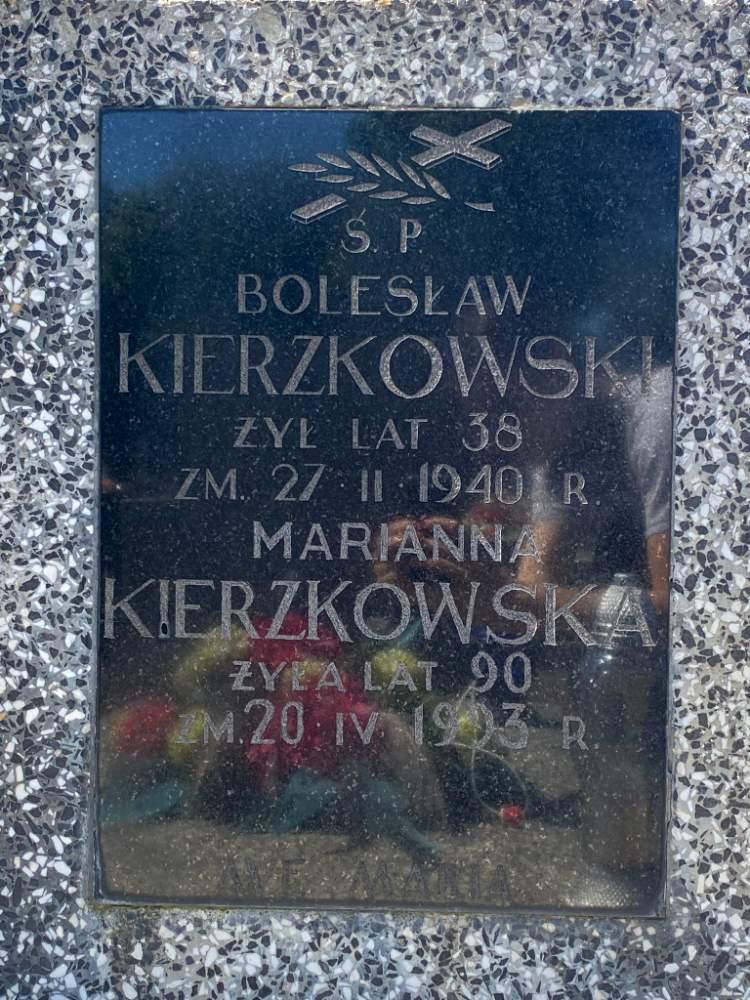 Ś. P.
BOLESŁAW
KIERZKOWSKI
ŻYŁ LAT 38
ZM. 27 II 1940 R.
MARIANNA
KIERZKOWSKA
ŻYŁA LAT 90
ZM. 20 IV 1993 R.
AVE MARIA